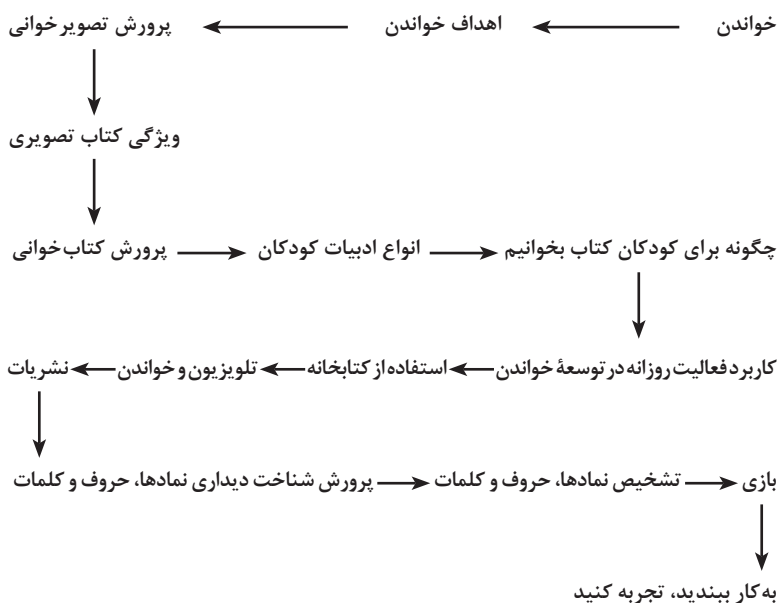 خواندن اهداف خواندن پرورش تصویرخوانی
ویژگی کتاب تصویری
چگونه برای کودکان کتاب بخوانیم انواع ادبیات کودکان پرورش کتاب‌خوانی
کاربرد فعالیت روزانه در توسعهٔ خواندن استفاده از کتابخانه تلویزیون و خواندن نشریات
بازی تشخیص نمادها، حروف و کلمات پرورش شناخت دیداری نمادها، حروف و کلمات
به‌کار ببندید، تجربه کنید